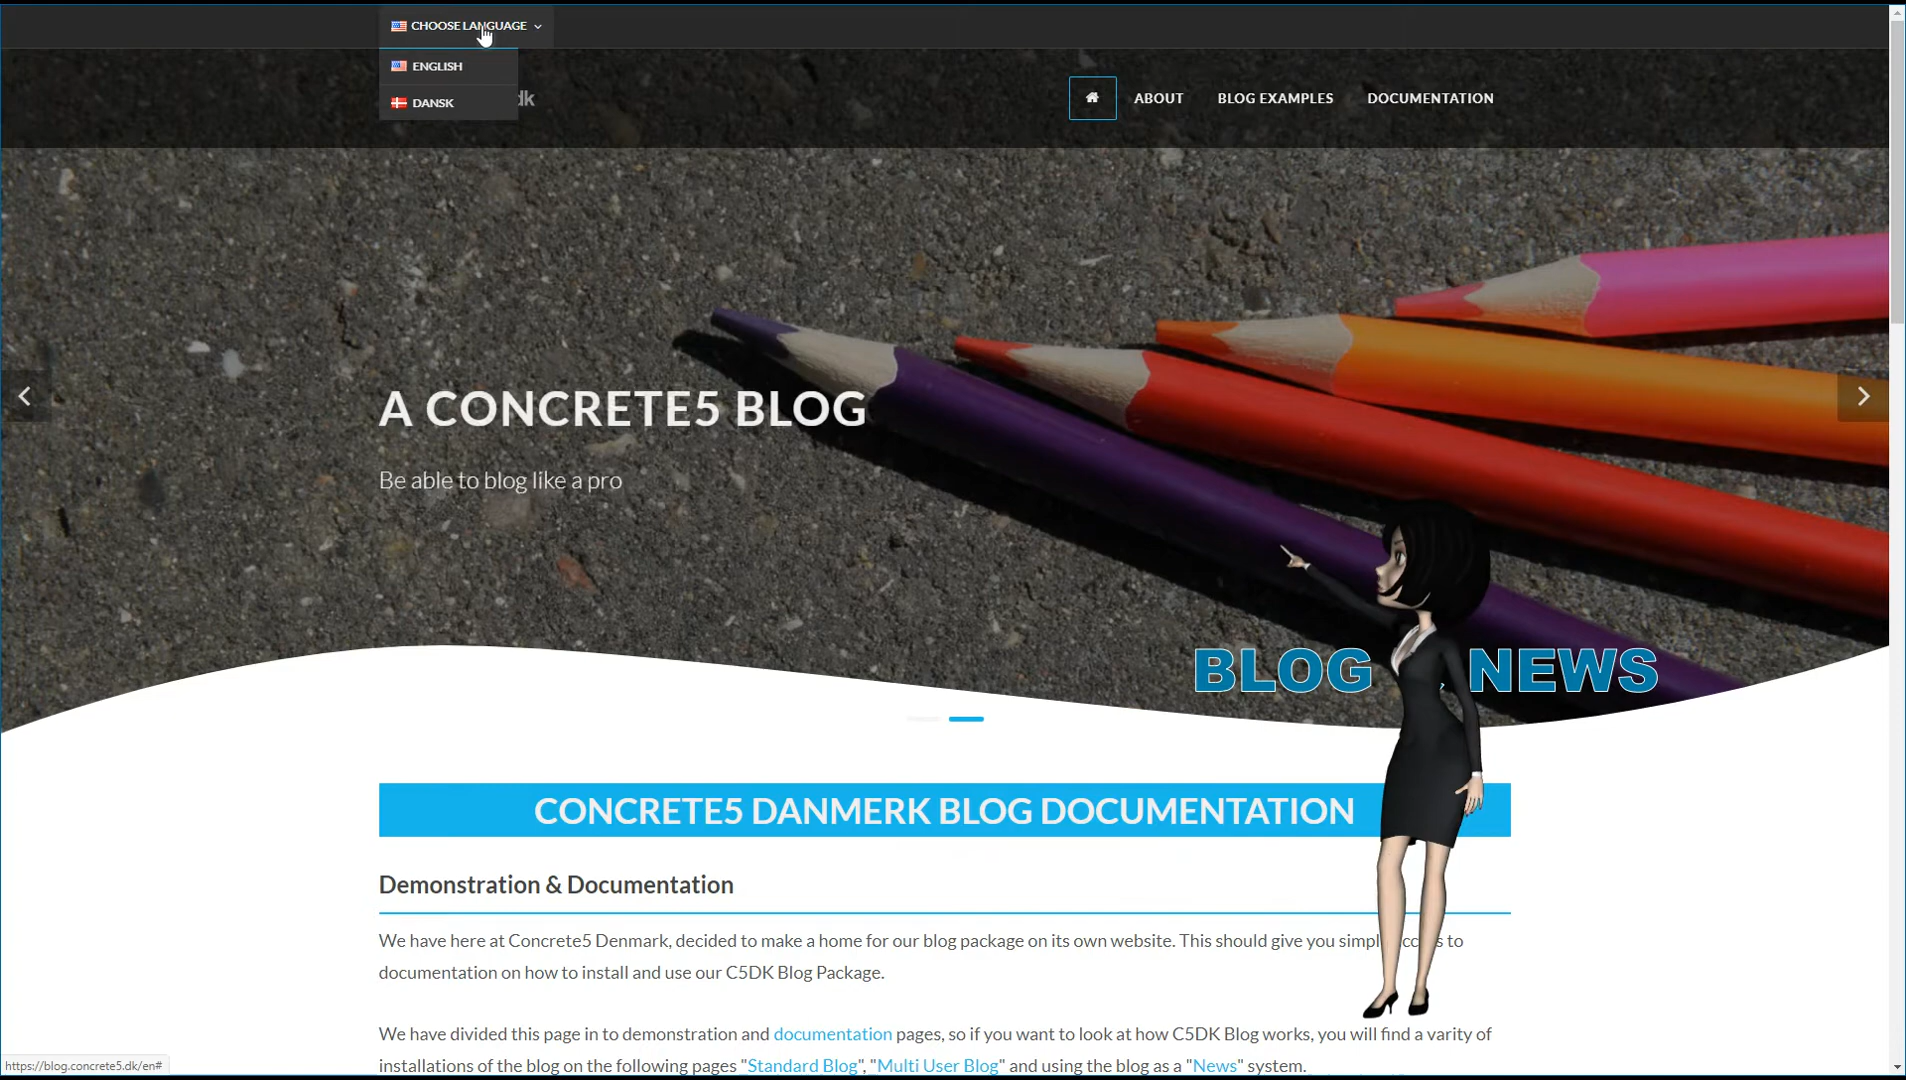 CHOOSE LANGUAGE
ENGLISH
DANSK
dk
ABOUT
BLOG EXAMPLES
DOCUMENTATION
A CONCRETE5 BLOG
Be able to blog like a pro
BLOG NEWS
CONCRETE5 DANMERK BLOG DOCUMENTATION
Demonstration & Documentation
We have here at Concrete5 Denmark, decided to make a home for our blog package on its own website. This should give you to
documentation on how to install and use our C5DK Blog Package.
We have divided this page in to demonstration and documentation pages, so if you want to look at how C5DK Blog works, you will find a varity of
installations of the blog on the following pages "Standard Blog", "Multi User Blog" and using the blog as a "News" system.
https://blog.concrete5.dk/en#